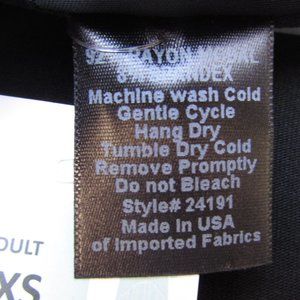 Machine Wash Cold
Gentle Cycle
Hang Dry
Tumble Dry Cold
Remove Promptly
Do not Bleach
Style# 24191
Made In USA
of Imported Fabrics
DULT
XS